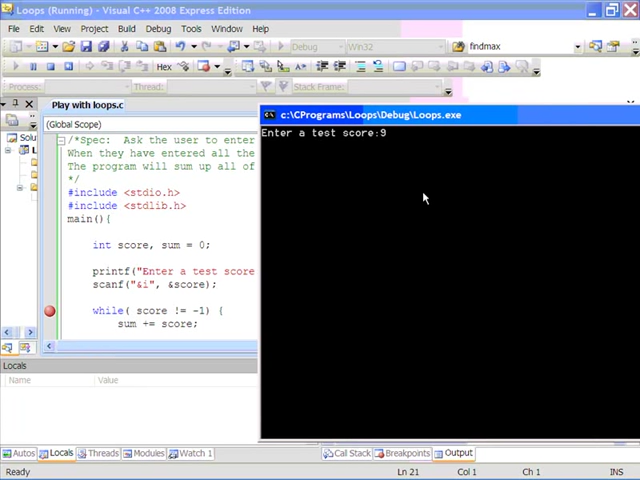 Loops (Running) - Visual C++ 2008 Express Edition
File Edit View Project Build Debug Tools Window Help
Debug Win32 findmax
Hex
Process: Thread: Stack Frame:
Play with loops.c
(Global Scope)
Solu
L
/*Spec: Ask the user to enter
When they have entered all the
The program will sum up all of
*/
#include <stdio.h>
#include <stdlib.h>
main(){
int score, sum = 0;
printf("Enter a test score
scanf("&i", &score);
while( score != -1) {
sum += score;
c:\CPrograms\Loops\Debug\Loops.exe
Enter a test score:9
Locals
Name Value
Autos Locals Threads Modules Watch 1 Call Stack Breakpoints Output
Ready Ln 21 Col 1 Ch 1 INS